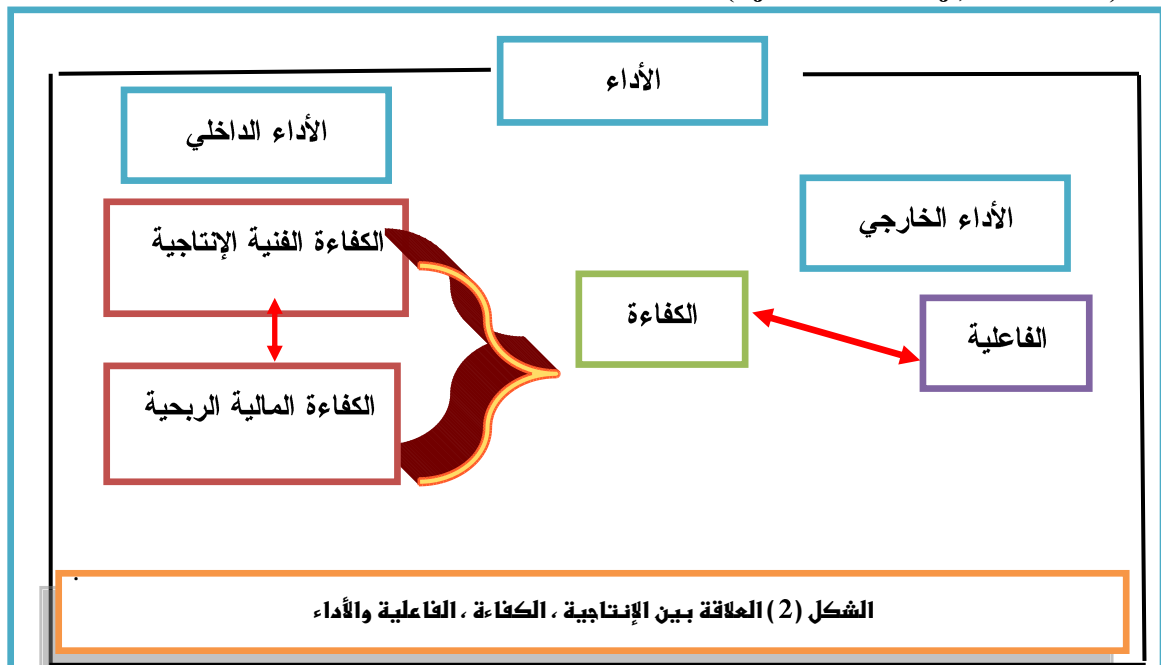 الأداء
الأداء الداخلي
الأداء الخارجي
الكفاءة الفنية الإنتاجية
الكفاءة
الفاعلية
الكفاءة المالية الربحية
الشكل (2) العلاقة بين الإنتاجية ، الكفاءة ، الفاعلية والأداء